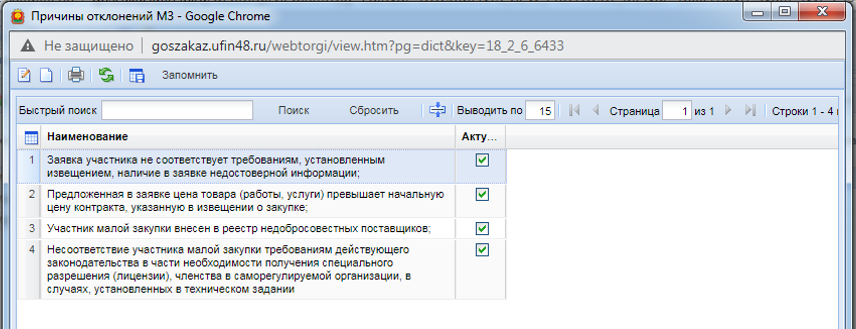 Причины отклонений МЗ - Google Chrome
Не защищено goszakaz.ufin48.ru/webtorgi/view.htm?pg=dict&key=18_2_6_6433
Запомнить
Быстрый поиск Поиск Сбросить Выводить по 15 Страница 1 из 1 Строки 1 - 4
Наименование Акту...
1 Заявка участника не соответствует требованиям, установленным
извещением, наличие в заявке недостоверной информации;
2 Предложенная в заявке цена товара (работы, услуги) превышает начальную
цену контракта, указанную в извещении о закупке;
3 Участник малой закупки внесен в реестр недобросовестных поставщиков;
4 Несоответствие участника малой закупки требованиям действующего
законодательства в части необходимости получения специального
разрешения (лицензии), членства в саморегулируемой организации, в
случаях, установленных в техническом задании